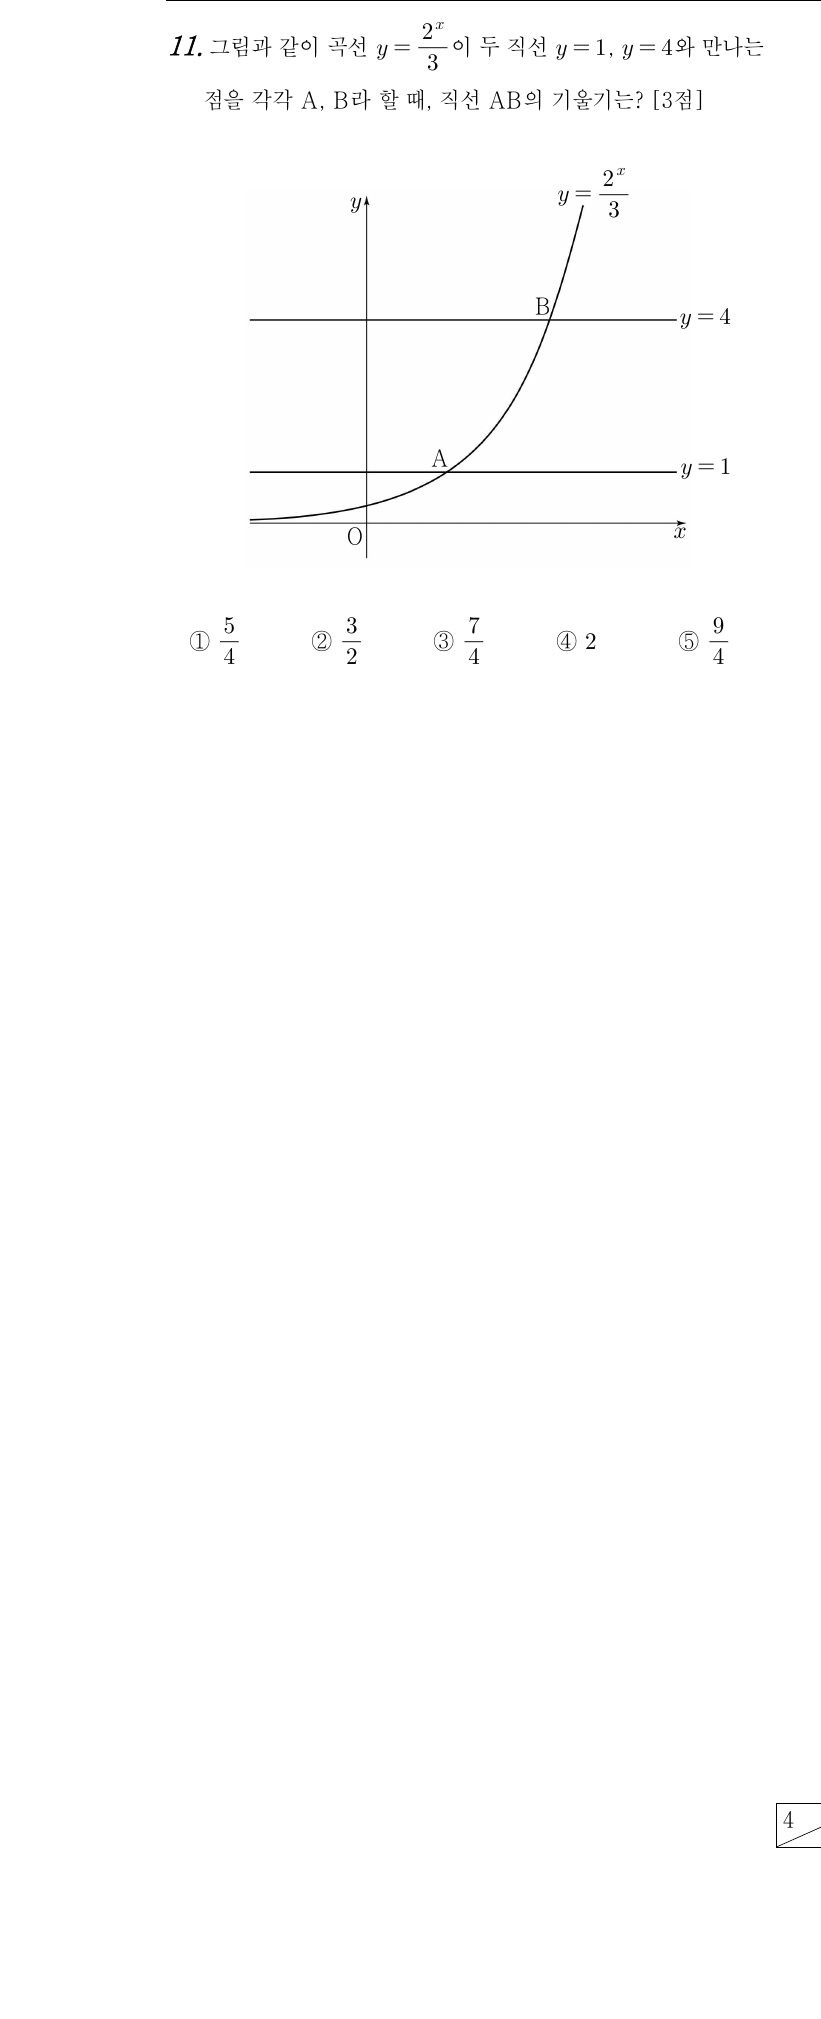 11. 그림과 같이 곡선 $y=\frac{2^x}{3}$이 두 직선 $y=1$, $y=4$와 만나는
점을 각각 A, B라 할 때, 직선 AB의 기울기는? [3점]
$y=\frac{2^x}{3}$
y
B
y=4
A
y=1
O
x
① $\frac{5}{4}$ ② $\frac{3}{2}$ ③ $\frac{7}{4}$ ④ 2 ⑤ $\frac{9}{4}$
4